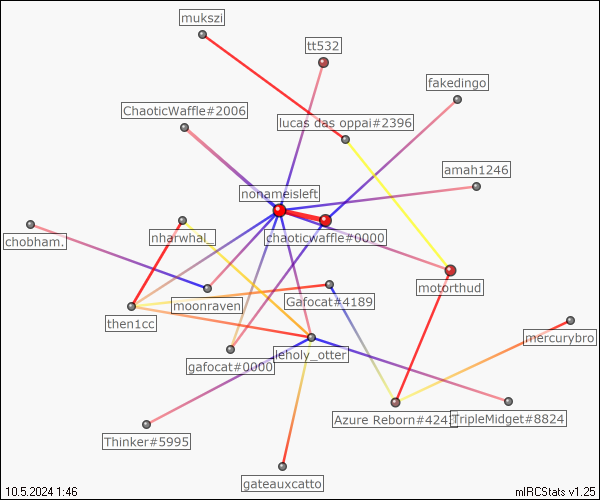 mukszi
tt532
fakedingo
ChaoticWaffle#2006
lucas das oppai#2396
amah1246
nonameisleft
chaoticwaffle#0000
nharwhal_
chobham.
motorthud
moonraven
Gafocat#4189
then1cc
mercurybro
gafocat#0000
leholy_otter
Azure Reborn#4243
TripleMidget#8824
Thinker#5995
gateauxcatto
10.5.2024 1:46
mIRCStats v1.25